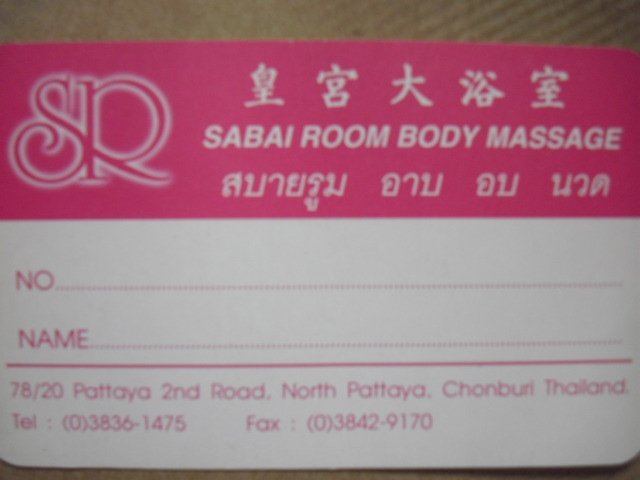 SR
皇宮大浴室
SABAI ROOM BODY MASSAGE
สบายรูม อาบ อบ นวด
NO
NAME
78/20 Pattaya 2nd Road, North Pattaya. Chonburi Thailand.
Tel : (0)3836-1475 Fax : (0)3842-9170